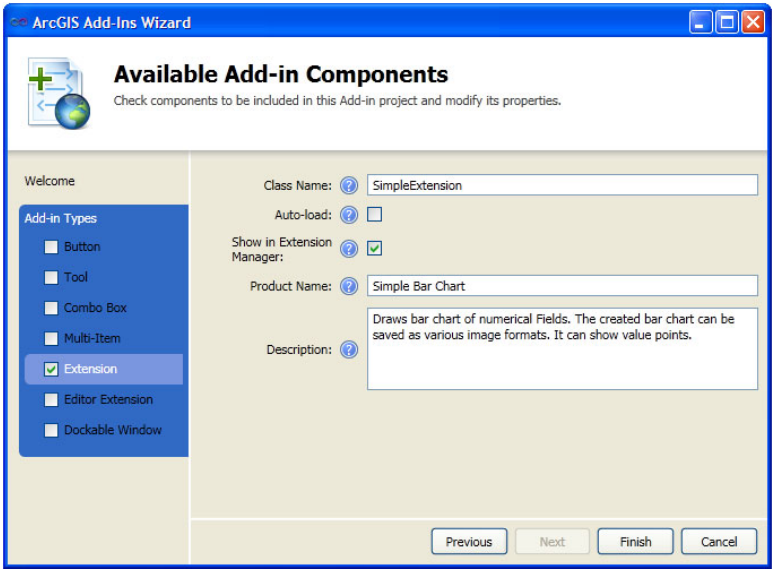 ArcGIS Add-Ins Wizard
Available Add-in Components
Check components to be included in this Add-in project and modify its properties.
Welcome
Add-in Types
Button
Tool
Combo Box
Multi-Item
Extension
Editor Extension
Dockable Window
Class Name:
SimpleExtension
Auto-load:
Show in Extension
Manager:
Product Name:
Simple Bar Chart
Description:
Draws bar chart of numerical Fields. The created bar chart can be
saved as various image formats. It can show value points.
Previous
Next
Finish
Cancel